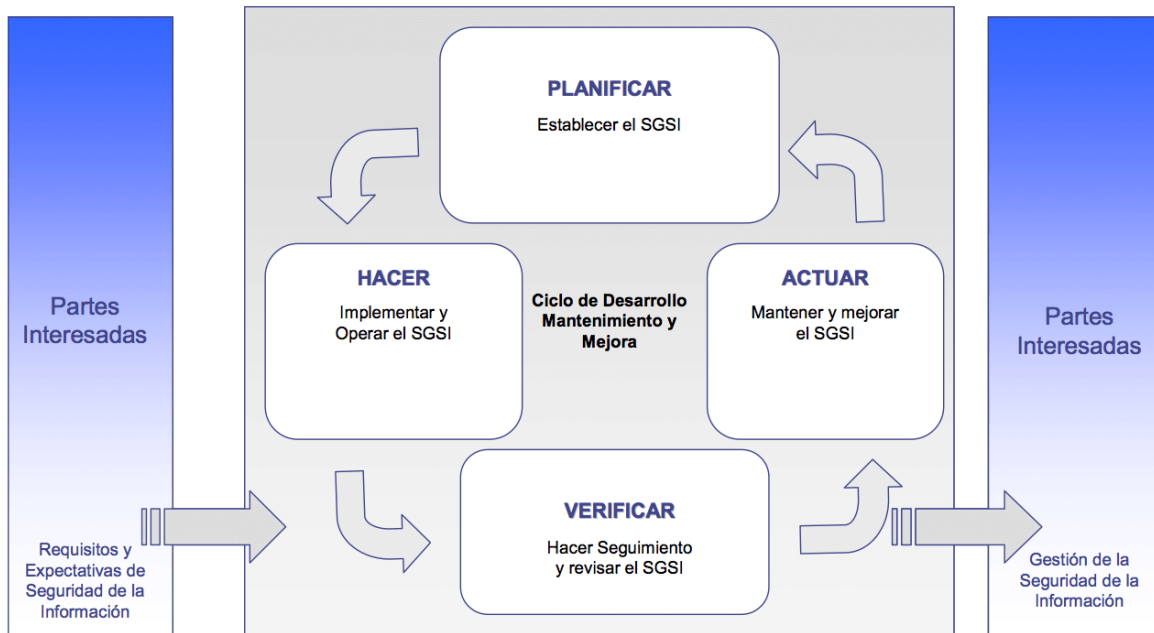 Partes
Interesadas
Requisitos y
Expectativas de
Seguridad de la
Información
PLANIFICAR
Establecer el SGSI
HACER
Implementar y
Operar el SGSI
Ciclo de Desarrollo
Mantenimiento y
Mejora
ACTUAR
Mantener y mejorar
el SGSI
VERIFICAR
Hacer Seguimiento
y revisar el SGSI
Partes
Interesadas
Gestión de la
Seguridad de la
Información